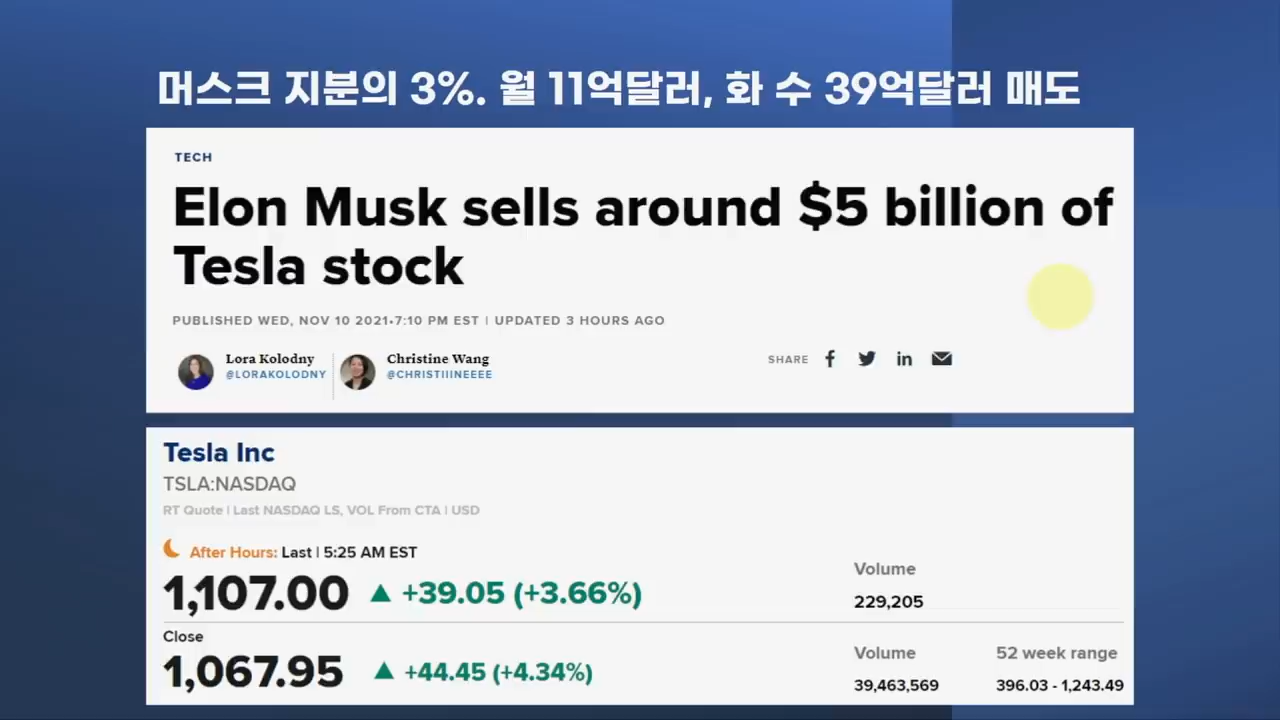 머스크 지분의 3%. 월 11억달러, 화 수 39억달러 매도
TECH
Elon Musk sells around $5 billion of
Tesla stock
PUBLISHED WED, NOV 10 2021•7:10 PM EST | UPDATED 3 HOURS AGO
Lora Kolodny
@LORAKOLODNY
Christine Wang
@CHRISTIIINEEEE
SHARE
Tesla Inc
TSLA:NASDAQ
RT Quote | Last NASDAQ LS, VOL From CTA | USD
After Hours: Last | 5:25 AM EST
1,107.00 ▲ +39.05 (+3.66%)
Volume
229,205
Close
1,067.95 ▲ +44.45 (+4.34%)
Volume
39,463,569
52 week range
396.03 - 1,243.49